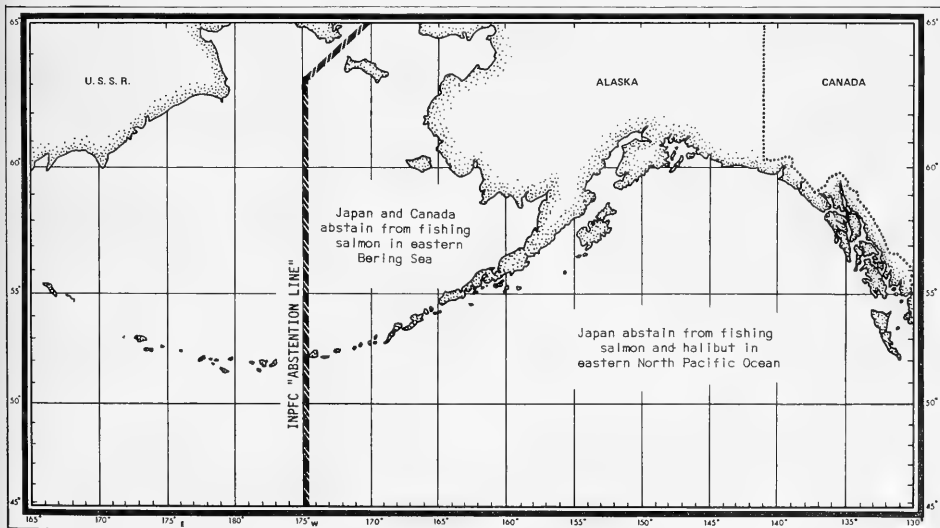 65°
65°
U.S.S.R.
ALASKA
CANADA
60°
60°
Japan and Canada
abstain from fishing
salmon in eastern
Bering Sea
INPFC "ABSTENTION LINE"
55°
55°
Japan abstain from fishing
salmon and halibut in
eastern North Pacific Ocean
50°
50°
45°
45°
165° 170° E 175° 180° 175° W 170° 165° 160° 155° 150° 145° 140° 135° 130°